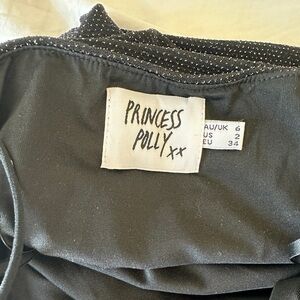 PRINCESS
POLLY xx
AU/UK 6
US 2
EU 34